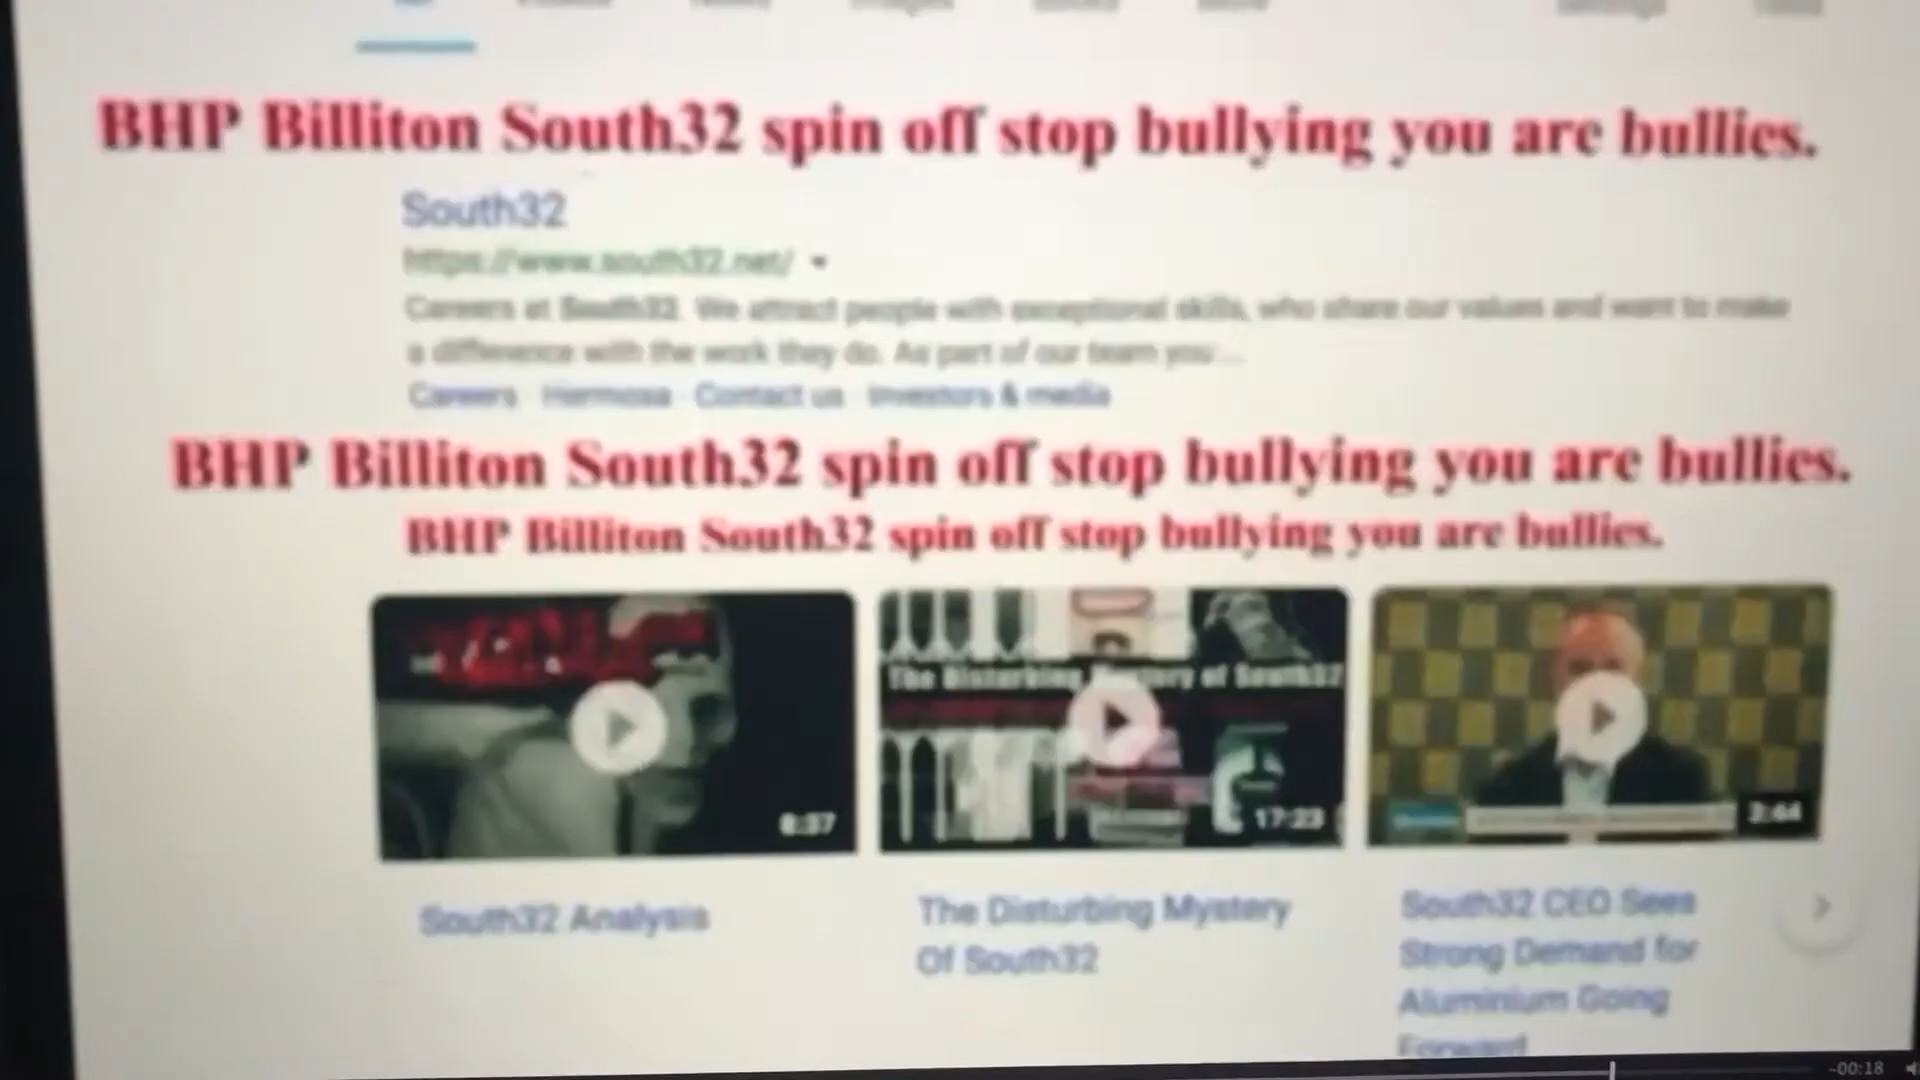 BHP Billiton South32 spin off stop bullying you are bullies.
South32
https://www.south32.net/
Careers at South32. We attract people with exceptional skills, who share our values and want to make
a difference with the work they do. As part of our team you ...
Careers · Hermosa · Contact us · Investors & media
BHP Billiton South32 spin off stop bullying you are bullies.
BHP Billiton South32 spin off stop bullying you are bullies.
The Disturbing Mystery of South32
8:37
17:23
2:44
South32 Analysis
The Disturbing Mystery
Of South32
South32 CEO Sees
Strong Demand for
Aluminium Going
Forward
-00:18